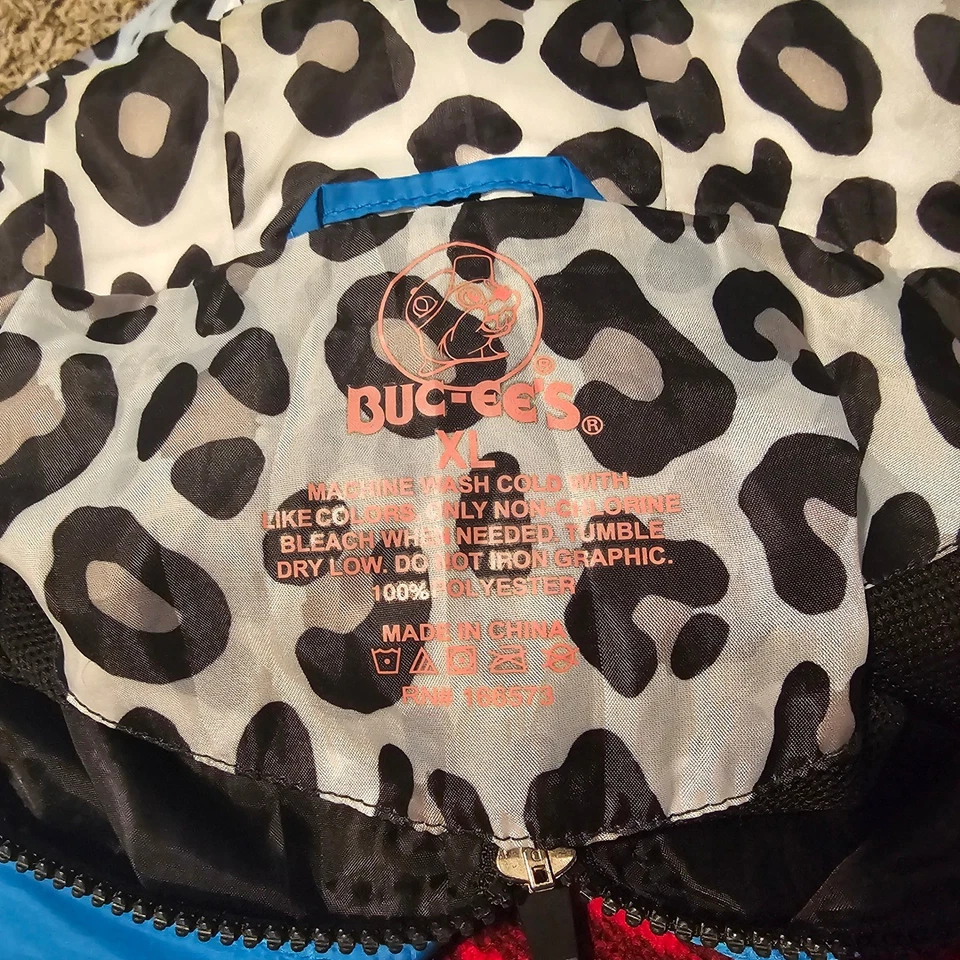 BUC-EE'S®
XL
MACHINE WASH COLD WITH
LIKE COLORS. ONLY NON-CHLORINE
BLEACH WHEN NEEDED. TUMBLE
DRY LOW. DO NOT IRON GRAPHIC.
100% POLYESTER
MADE IN CHINA
RN# 106573